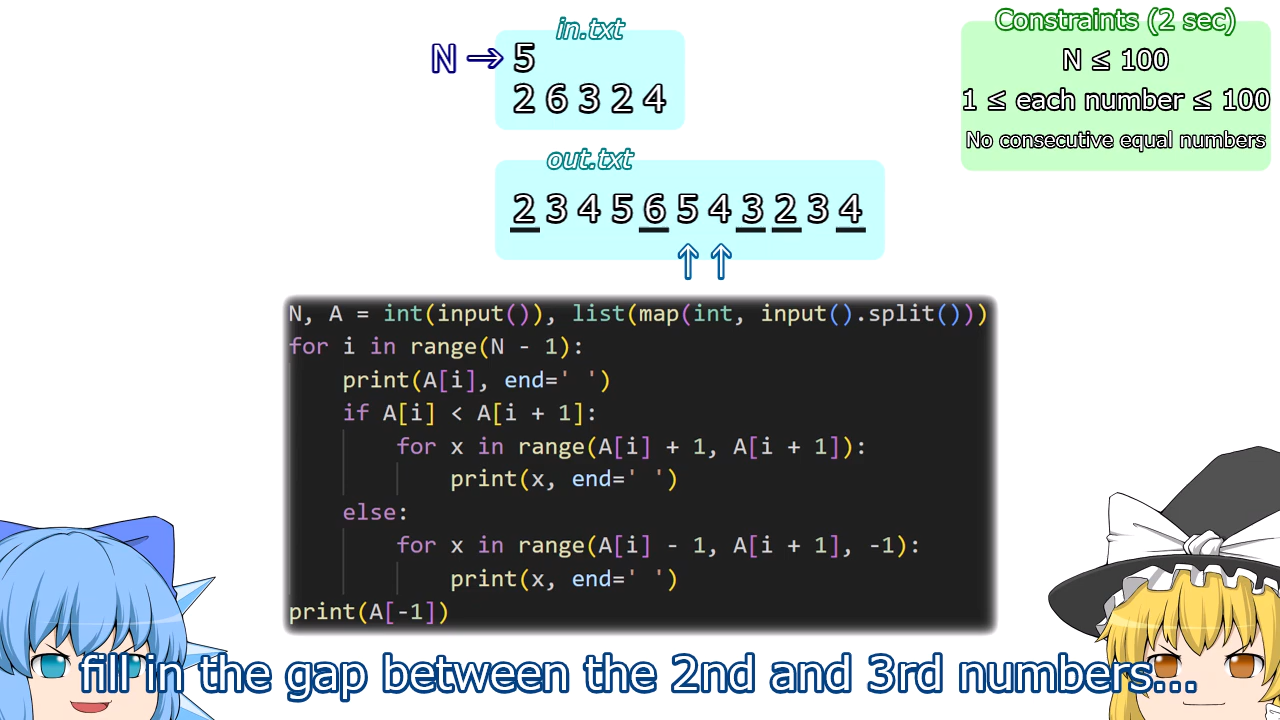 in.txt
N → 5
2 6 3 2 4
out.txt
2 3 4 5 6 5 4 3 2 3 4
↑ ↑
Constraints (2 sec)
N ≤ 100
1 ≤ each number ≤ 100
No consecutive equal numbers
N, A = int(input()), list(map(int, input().split()))
for i in range(N - 1):
    print(A[i], end=' ')
    if A[i] < A[i + 1]:
        for x in range(A[i] + 1, A[i + 1]):
            print(x, end=' ')
    else:
        for x in range(A[i] - 1, A[i + 1], -1):
            print(x, end=' ')
print(A[-1])
fill in the gap between the 2nd and 3rd numbers...